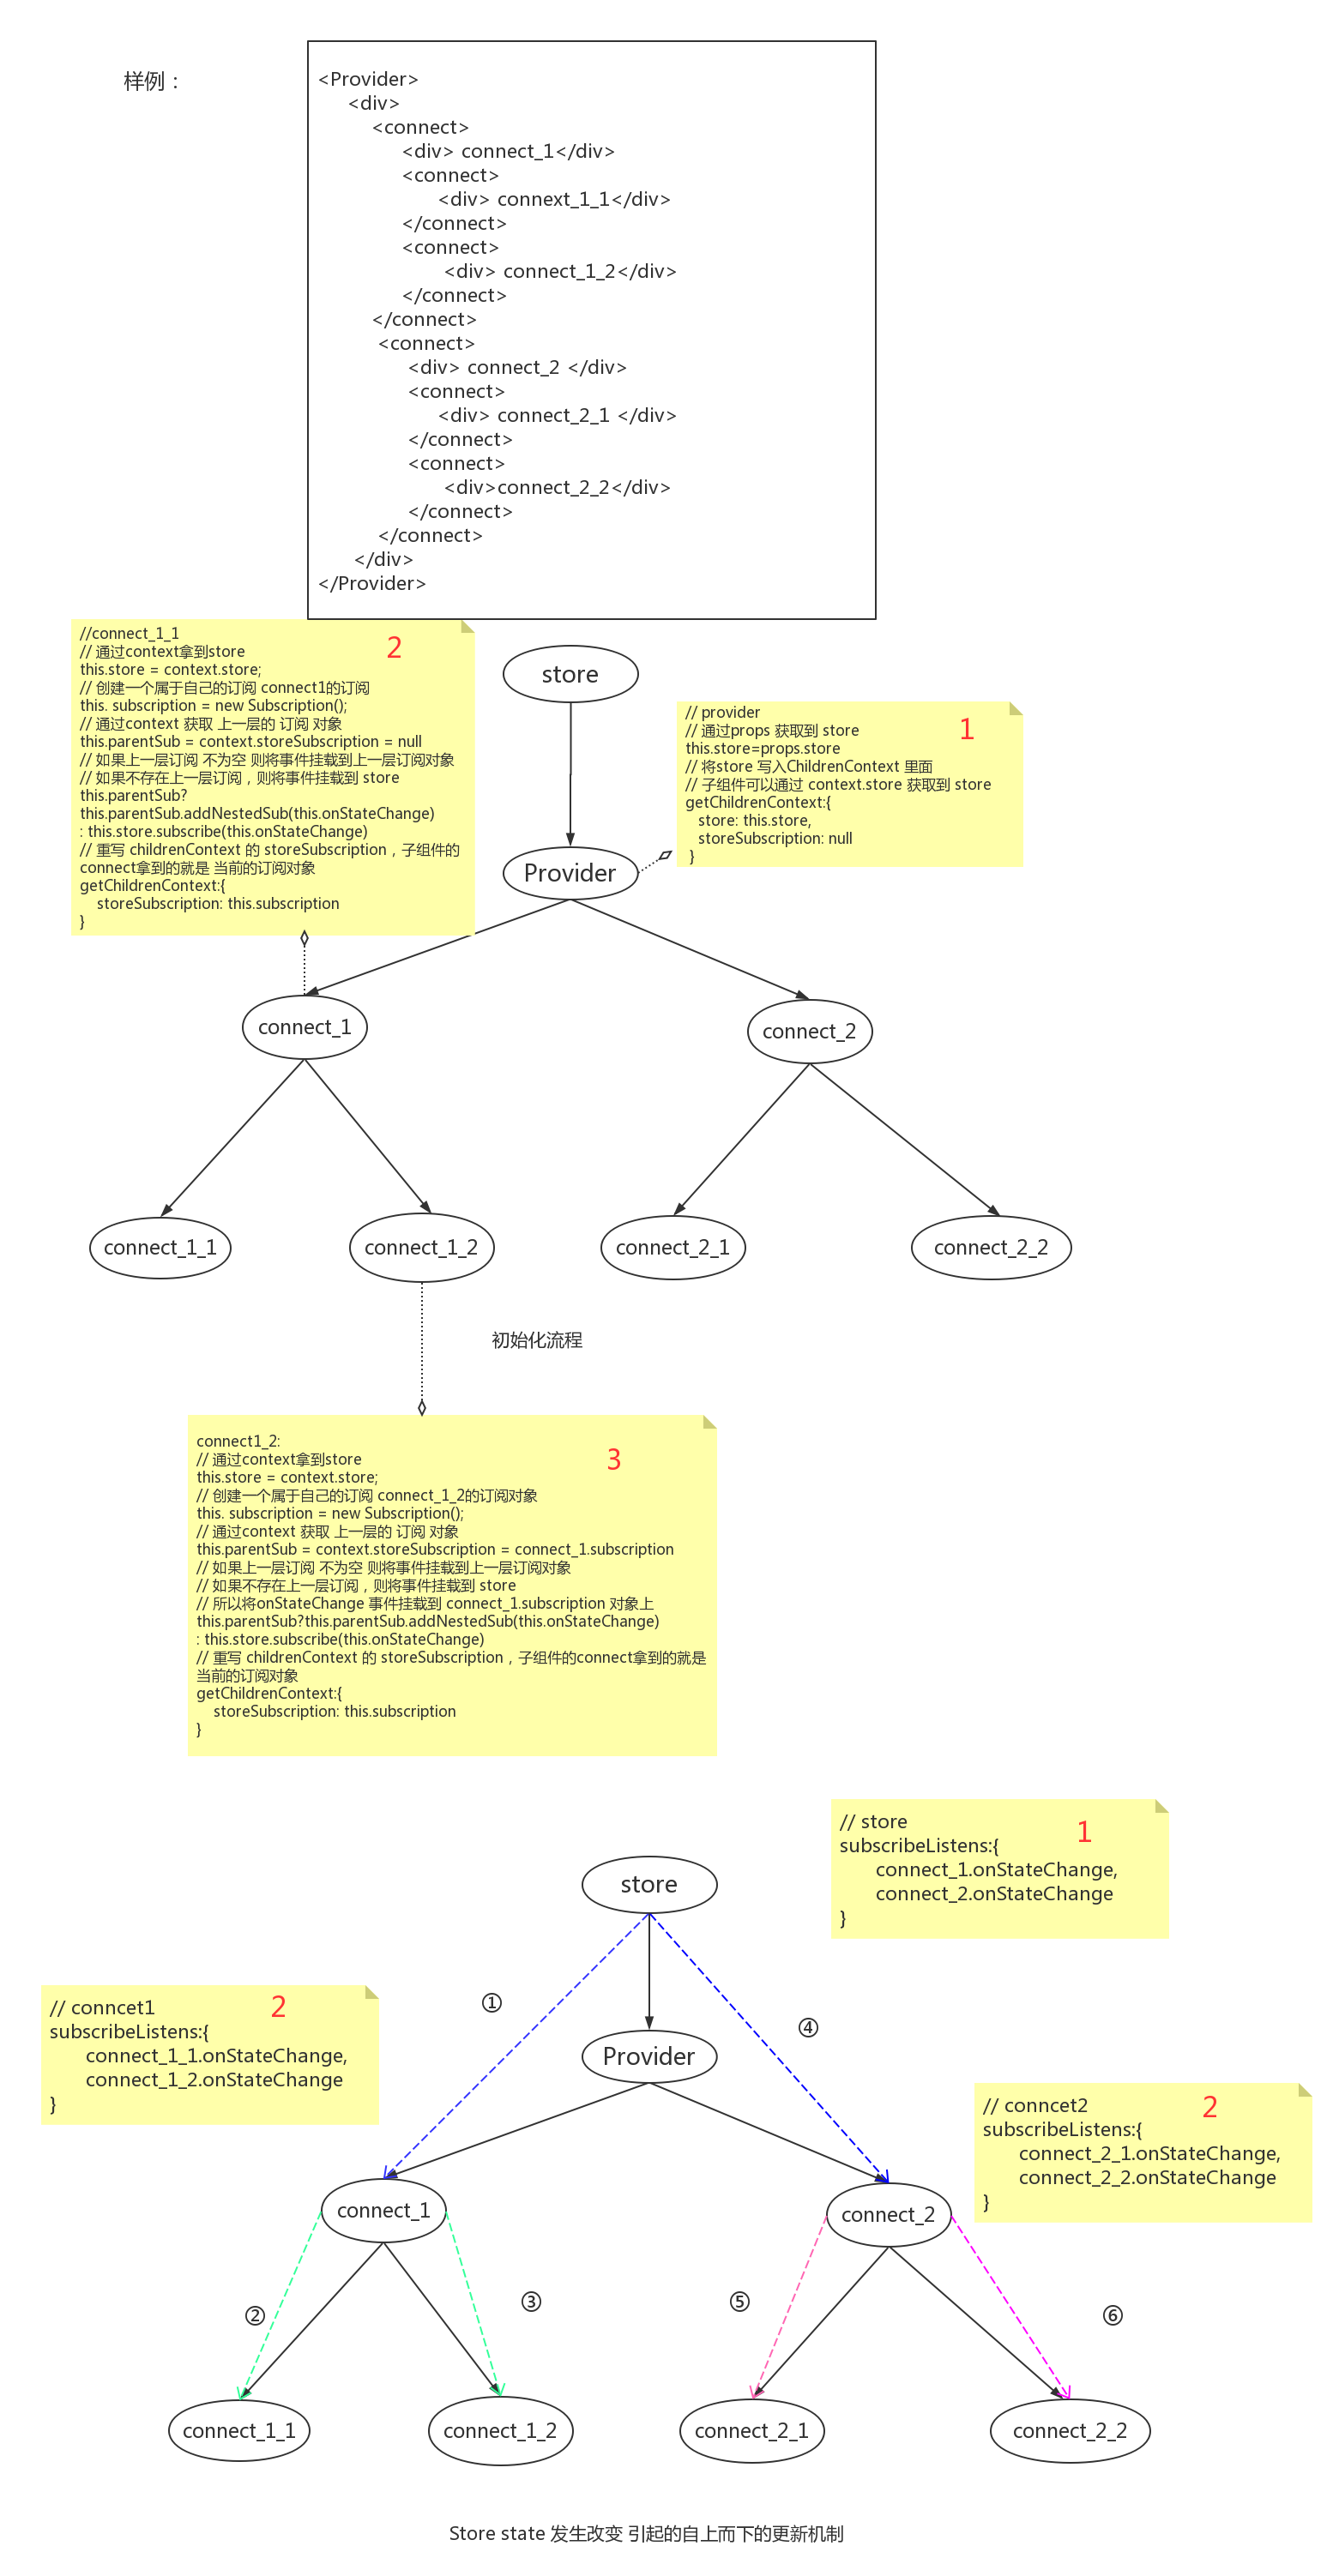 样例：
<Provider>
<div>
<connect>
<div> connect_1</div>
<connect>
<div> connext_1_1</div>
</connect>
<connect>
<div> connect_1_2</div>
</connect>
</connect>
<connect>
<div> connect_2 </div>
<connect>
<div> connect_2_1 </div>
</connect>
<connect>
<div>connect_2_2</div>
</connect>
</connect>
</div>
</Provider>
2
//connect_1_1
// 通过context拿到store
this.store = context.store;
// 创建一个属于自己的订阅 connect1的订阅
this. subscription = new Subscription();
// 通过context 获取 上一层的 订阅 对象
this.parentSub = context.storeSubscription = null
// 如果上一层订阅 不为空 则将事件挂载到上一层订阅对象
// 如果不存在上一层订阅，则将事件挂载到 store
this.parentSub?
this.parentSub.addNestedSub(this.onStateChange)
: this.store.subscribe(this.onStateChange)
// 重写 childrenContext 的 storeSubscription，子组件的
connect拿到的就是 当前的订阅对象
getChildrenContext:{
storeSubscription: this.subscription
}
store
1
// provider
// 通过props 获取到 store
this.store=props.store
// 将store 写入ChildrenContext 里面
// 子组件可以通过 context.store 获取到 store
getChildrenContext:{
store: this.store,
storeSubscription: null
}
Provider
connect_1
connect_2
connect_1_1
connect_1_2
connect_2_1
connect_2_2
初始化流程
3
connect1_2:
// 通过context拿到store
this.store = context.store;
// 创建一个属于自己的订阅 connect_1_2的订阅对象
this. subscription = new Subscription();
// 通过context 获取 上一层的 订阅 对象
this.parentSub = context.storeSubscription = connect_1.subscription
// 如果上一层订阅 不为空 则将事件挂载到上一层订阅对象
// 如果不存在上一层订阅，则将事件挂载到 store
// 所以将onStateChange 事件挂载到 connect_1.subscription 对象上
this.parentSub?this.parentSub.addNestedSub(this.onStateChange)
: this.store.subscribe(this.onStateChange)
// 重写 childrenContext 的 storeSubscription，子组件的connect拿到的就是
当前的订阅对象
getChildrenContext:{
storeSubscription: this.subscription
}
1
// store
subscribeListens:{
connect_1.onStateChange,
connect_2.onStateChange
}
store
2
// conncet1
subscribeListens:{
connect_1_1.onStateChange,
connect_1_2.onStateChange
}
①
④
Provider
2
// conncet2
subscribeListens:{
connect_2_1.onStateChange,
connect_2_2.onStateChange
}
connect_1
connect_2
②
③
⑤
⑥
connect_1_1
connect_1_2
connect_2_1
connect_2_2
Store state 发生改变 引起的自上而下的更新机制